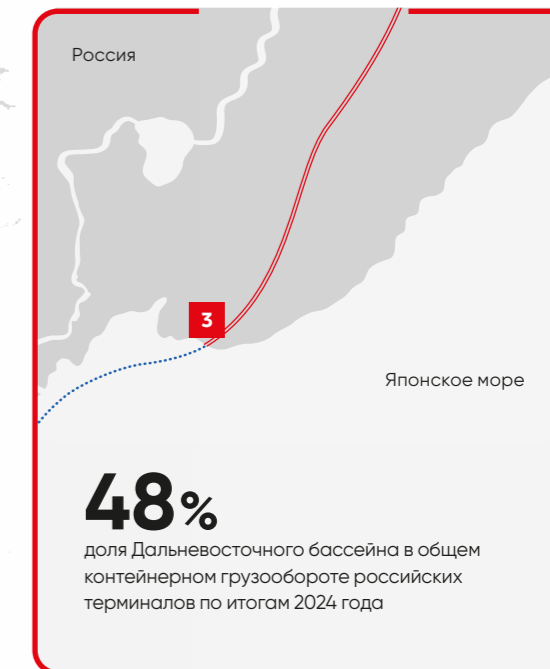 Россия
3
Японское море
48%
доля Дальневосточного бассейна в общем
контейнерном грузообороте российских
терминалов по итогам 2024 года